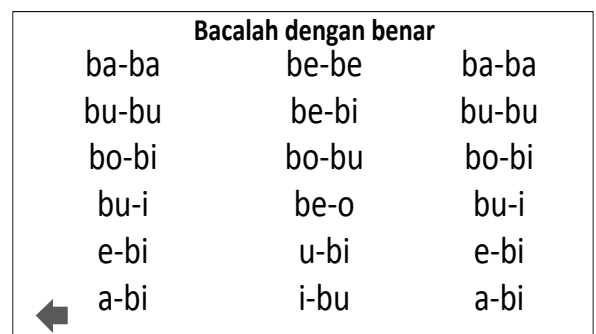 Bacalah dengan benar
ba-ba be-be ba-ba
bu-bu be-bi bu-bu
bo-bi bo-bu bo-bi
bu-i be-o bu-i
e-bi u-bi e-bi
a-bi i-bu a-bi